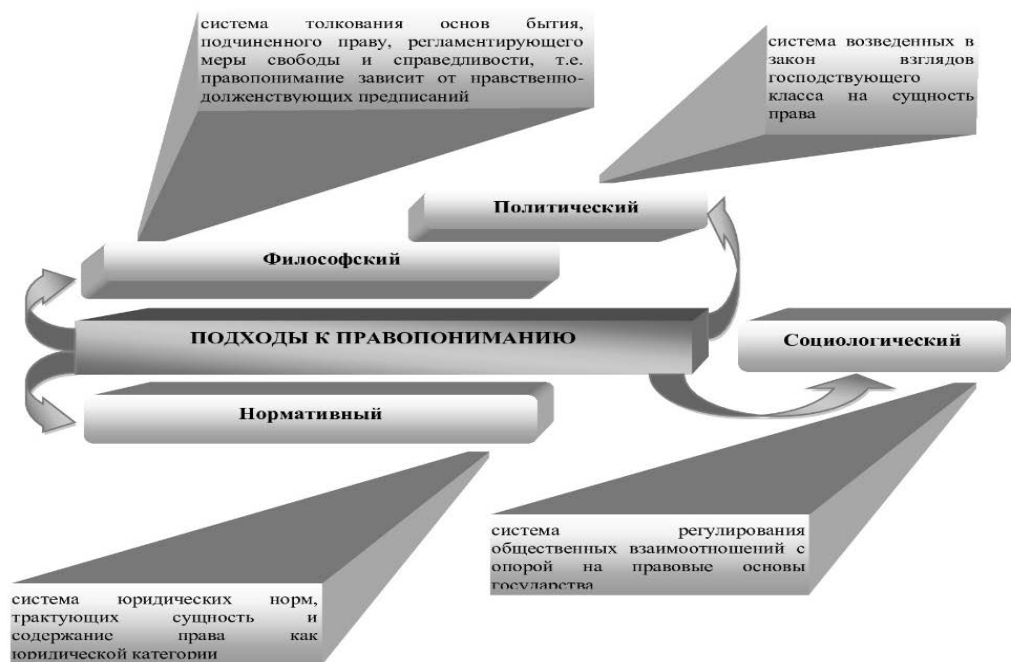 система толкования основ бытия,
подчиненного праву, регламентирующего
меры свободы и справедливости, т.е.
правопонимание зависит от нравственно-
долженствующих предписаний
система возведенных в
закон взглядов
господствующего
класса на сущность
права
Политический
Философский
ПОДХОДЫ К ПРАВОПОНИМАНИЮ
Социологический
Нормативный
система регулирования
общественных взаимоотношений с
опорой на правовые основы
государства
система юридических норм,
трактующих сущность и
содержание права как
юридической категории